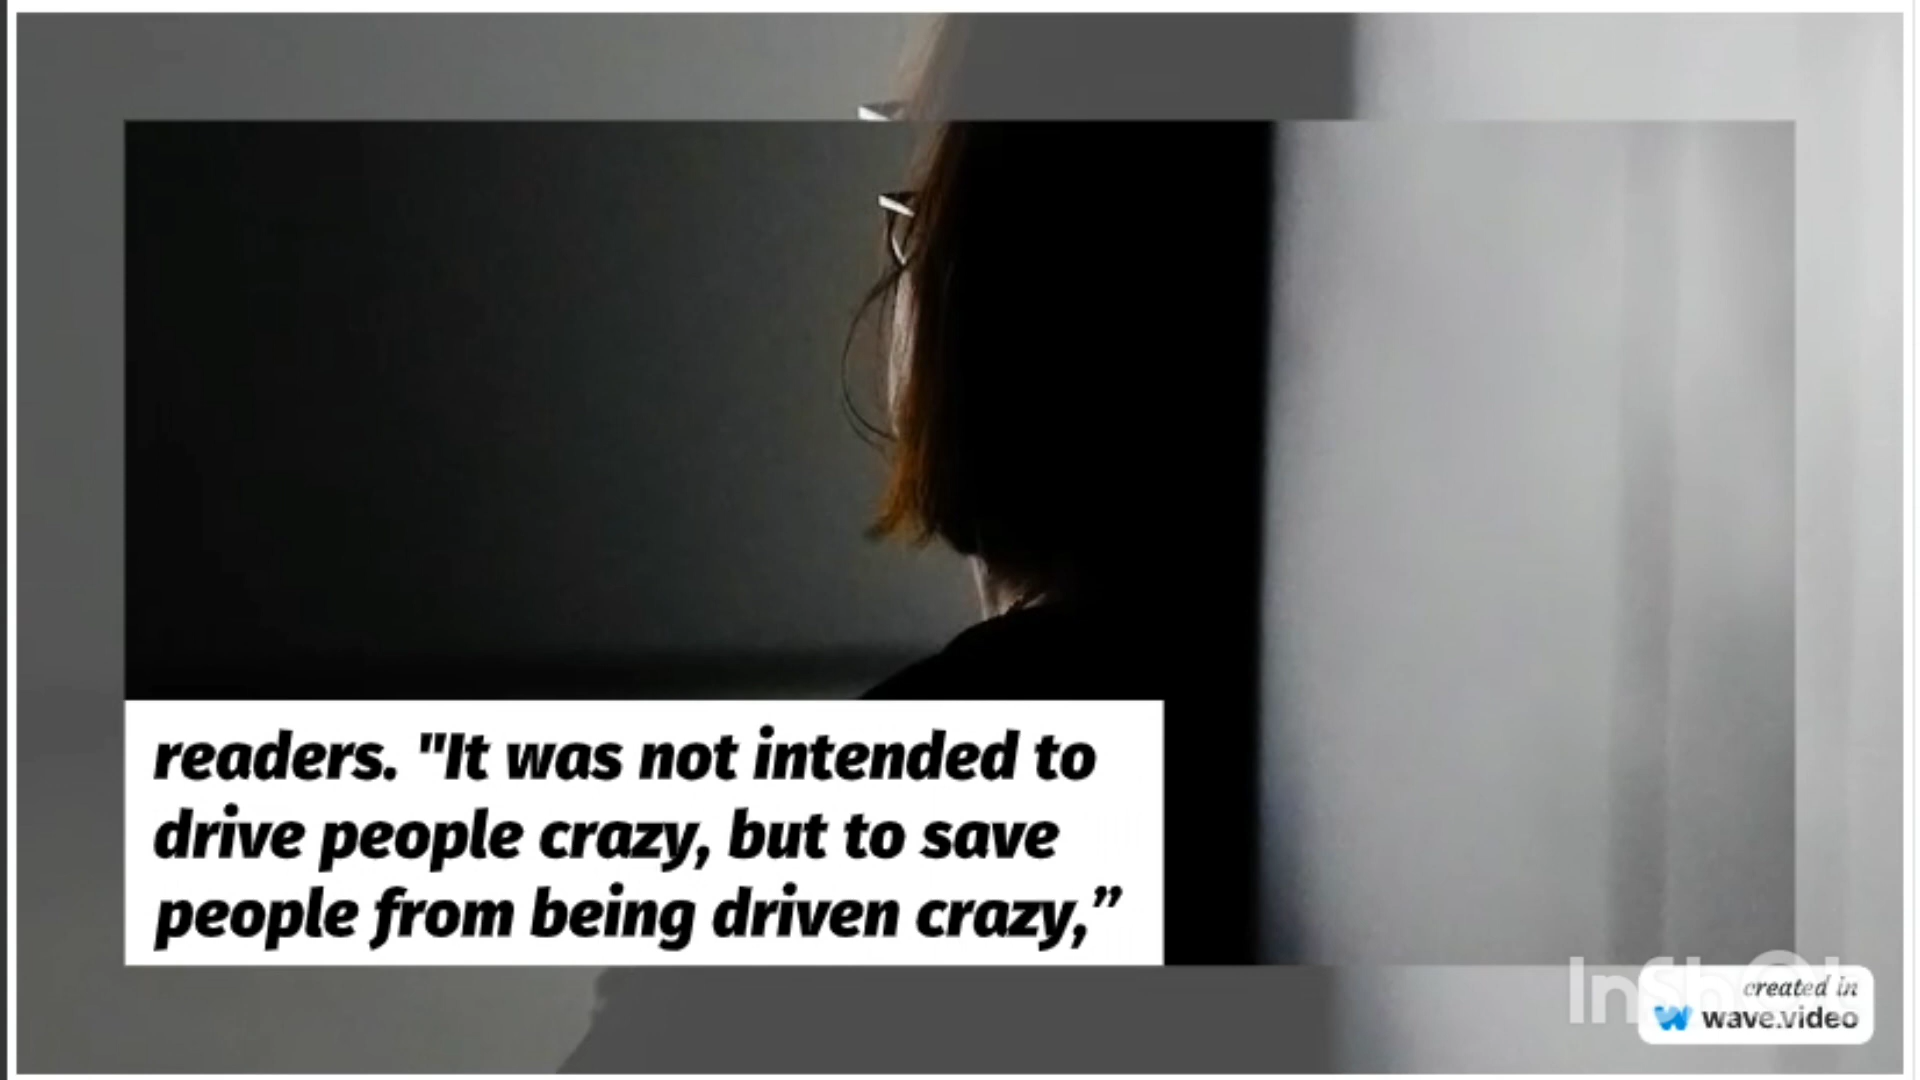 readers. "It was not intended to
drive people crazy, but to save
people from being driven crazy,”
InShOt
created in
wave.video